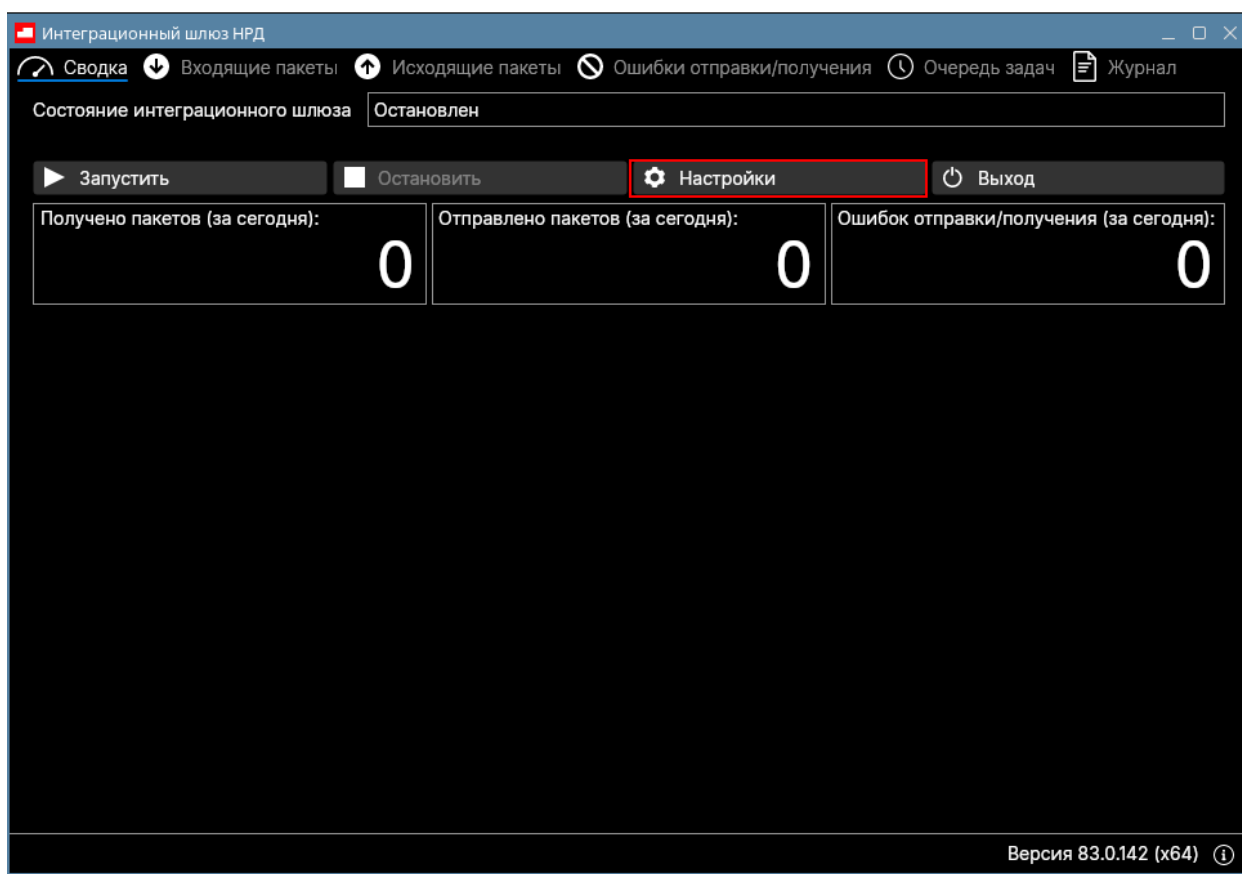 Интеграционный шлюз НРД
Сводка Входящие пакеты Исходящие пакеты Ошибки отправки/получения Очередь задач Журнал
Состояние интеграционного шлюза Остановлен
Запустить Остановить Настройки Выход
Получено пакетов (за сегодня): Отправлено пакетов (за сегодня): Ошибок отправки/получения (за сегодня):
0 0 0
Версия 83.0.142 (x64)